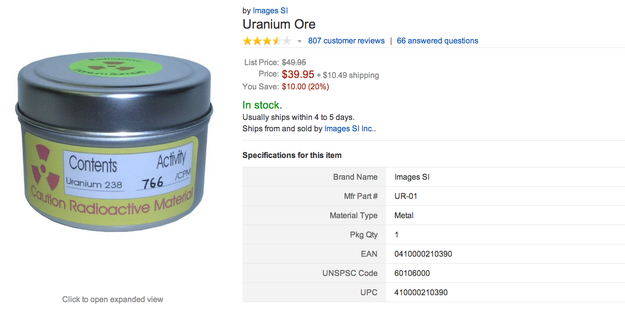 by Images SI
Uranium Ore
807 customer reviews | 66 answered questions
List Price: $49.95
Price: $39.95 + $10.49 shipping
You Save: $10.00 (20%)
In stock.
Usually ships within 4 to 5 days.
Ships from and sold by Images SI Inc..
Contents Activity
Uranium 238 766 /CPM
Caution Radioactive Material
Click to open expanded view
Specifications for this item
Brand Name Images SI
Mfr Part # UR-01
Material Type Metal
Pkg Qty 1
EAN 0410000210390
UNSPSC Code 60106000
UPC 410000210390